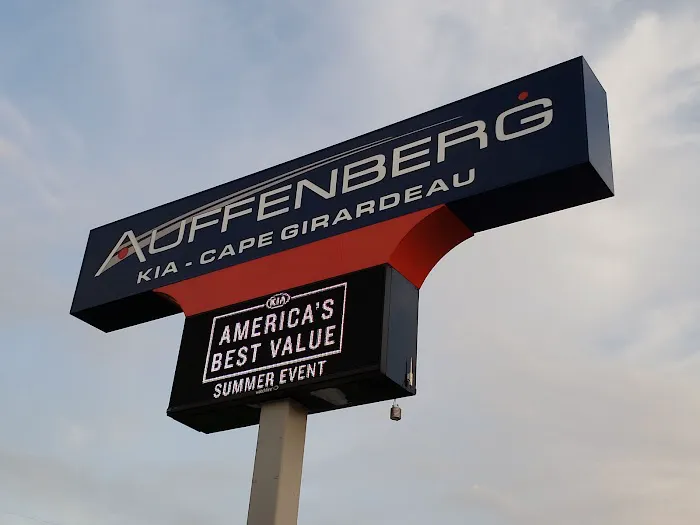 AUFFENBERG
KIA - CAPE GIRARDEAU
KIA
AMERICA'S
BEST VALUE
SUMMER EVENT